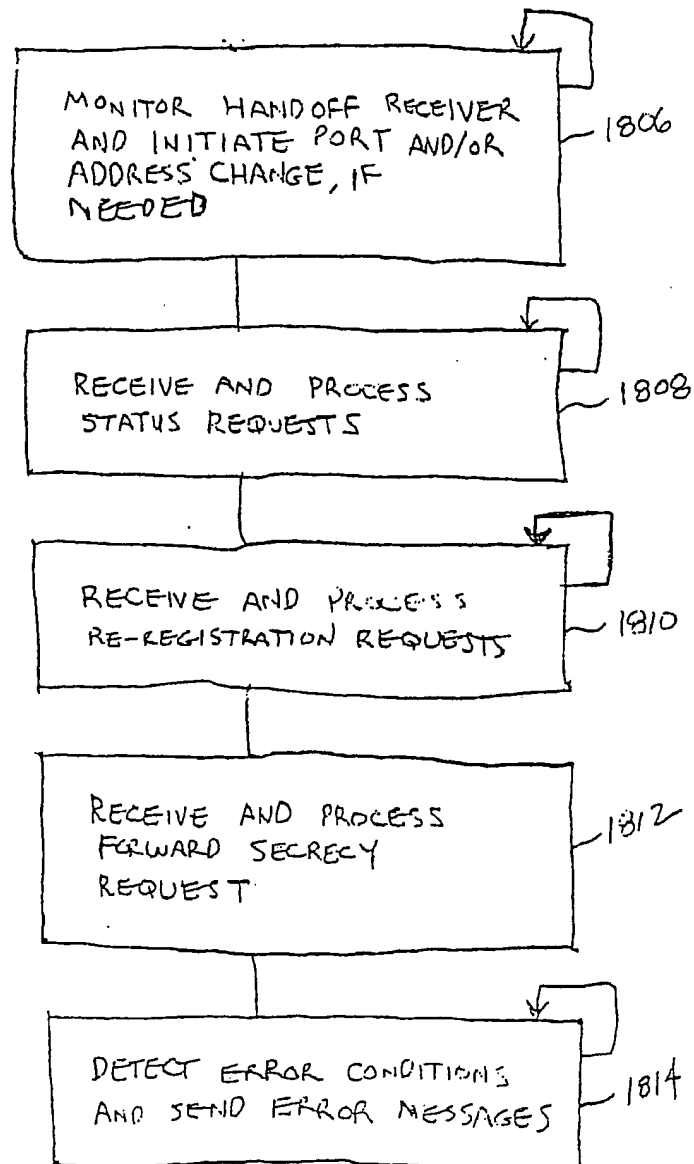 MONITOR HANDOFF RECEIVER
AND INITIATE PORT AND/OR
ADDRESS CHANGE, IF
NEEDED
1806
RECEIVE AND PROCESS
STATUS REQUESTS
1808
RECEIVE AND PROCESS
RE-REGISTRATION REQUESTS
1810
RECEIVE AND PROCESS
FORWARD SECRECY
REQUEST
1812
DETECT ERROR CONDITIONS
AND SEND ERROR MESSAGES
1814